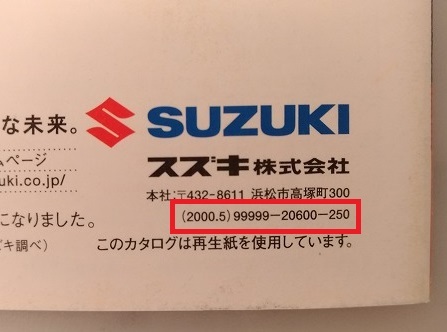 な未来。
SUZUKI
ムページ
スズキ株式会社
uki.co.jp/
本社:〒432-8611 浜松市高塚町300
になりました。
(2000.5)99999-20600-250
ズキ調べ)
このカタログは再生紙を使用しています。